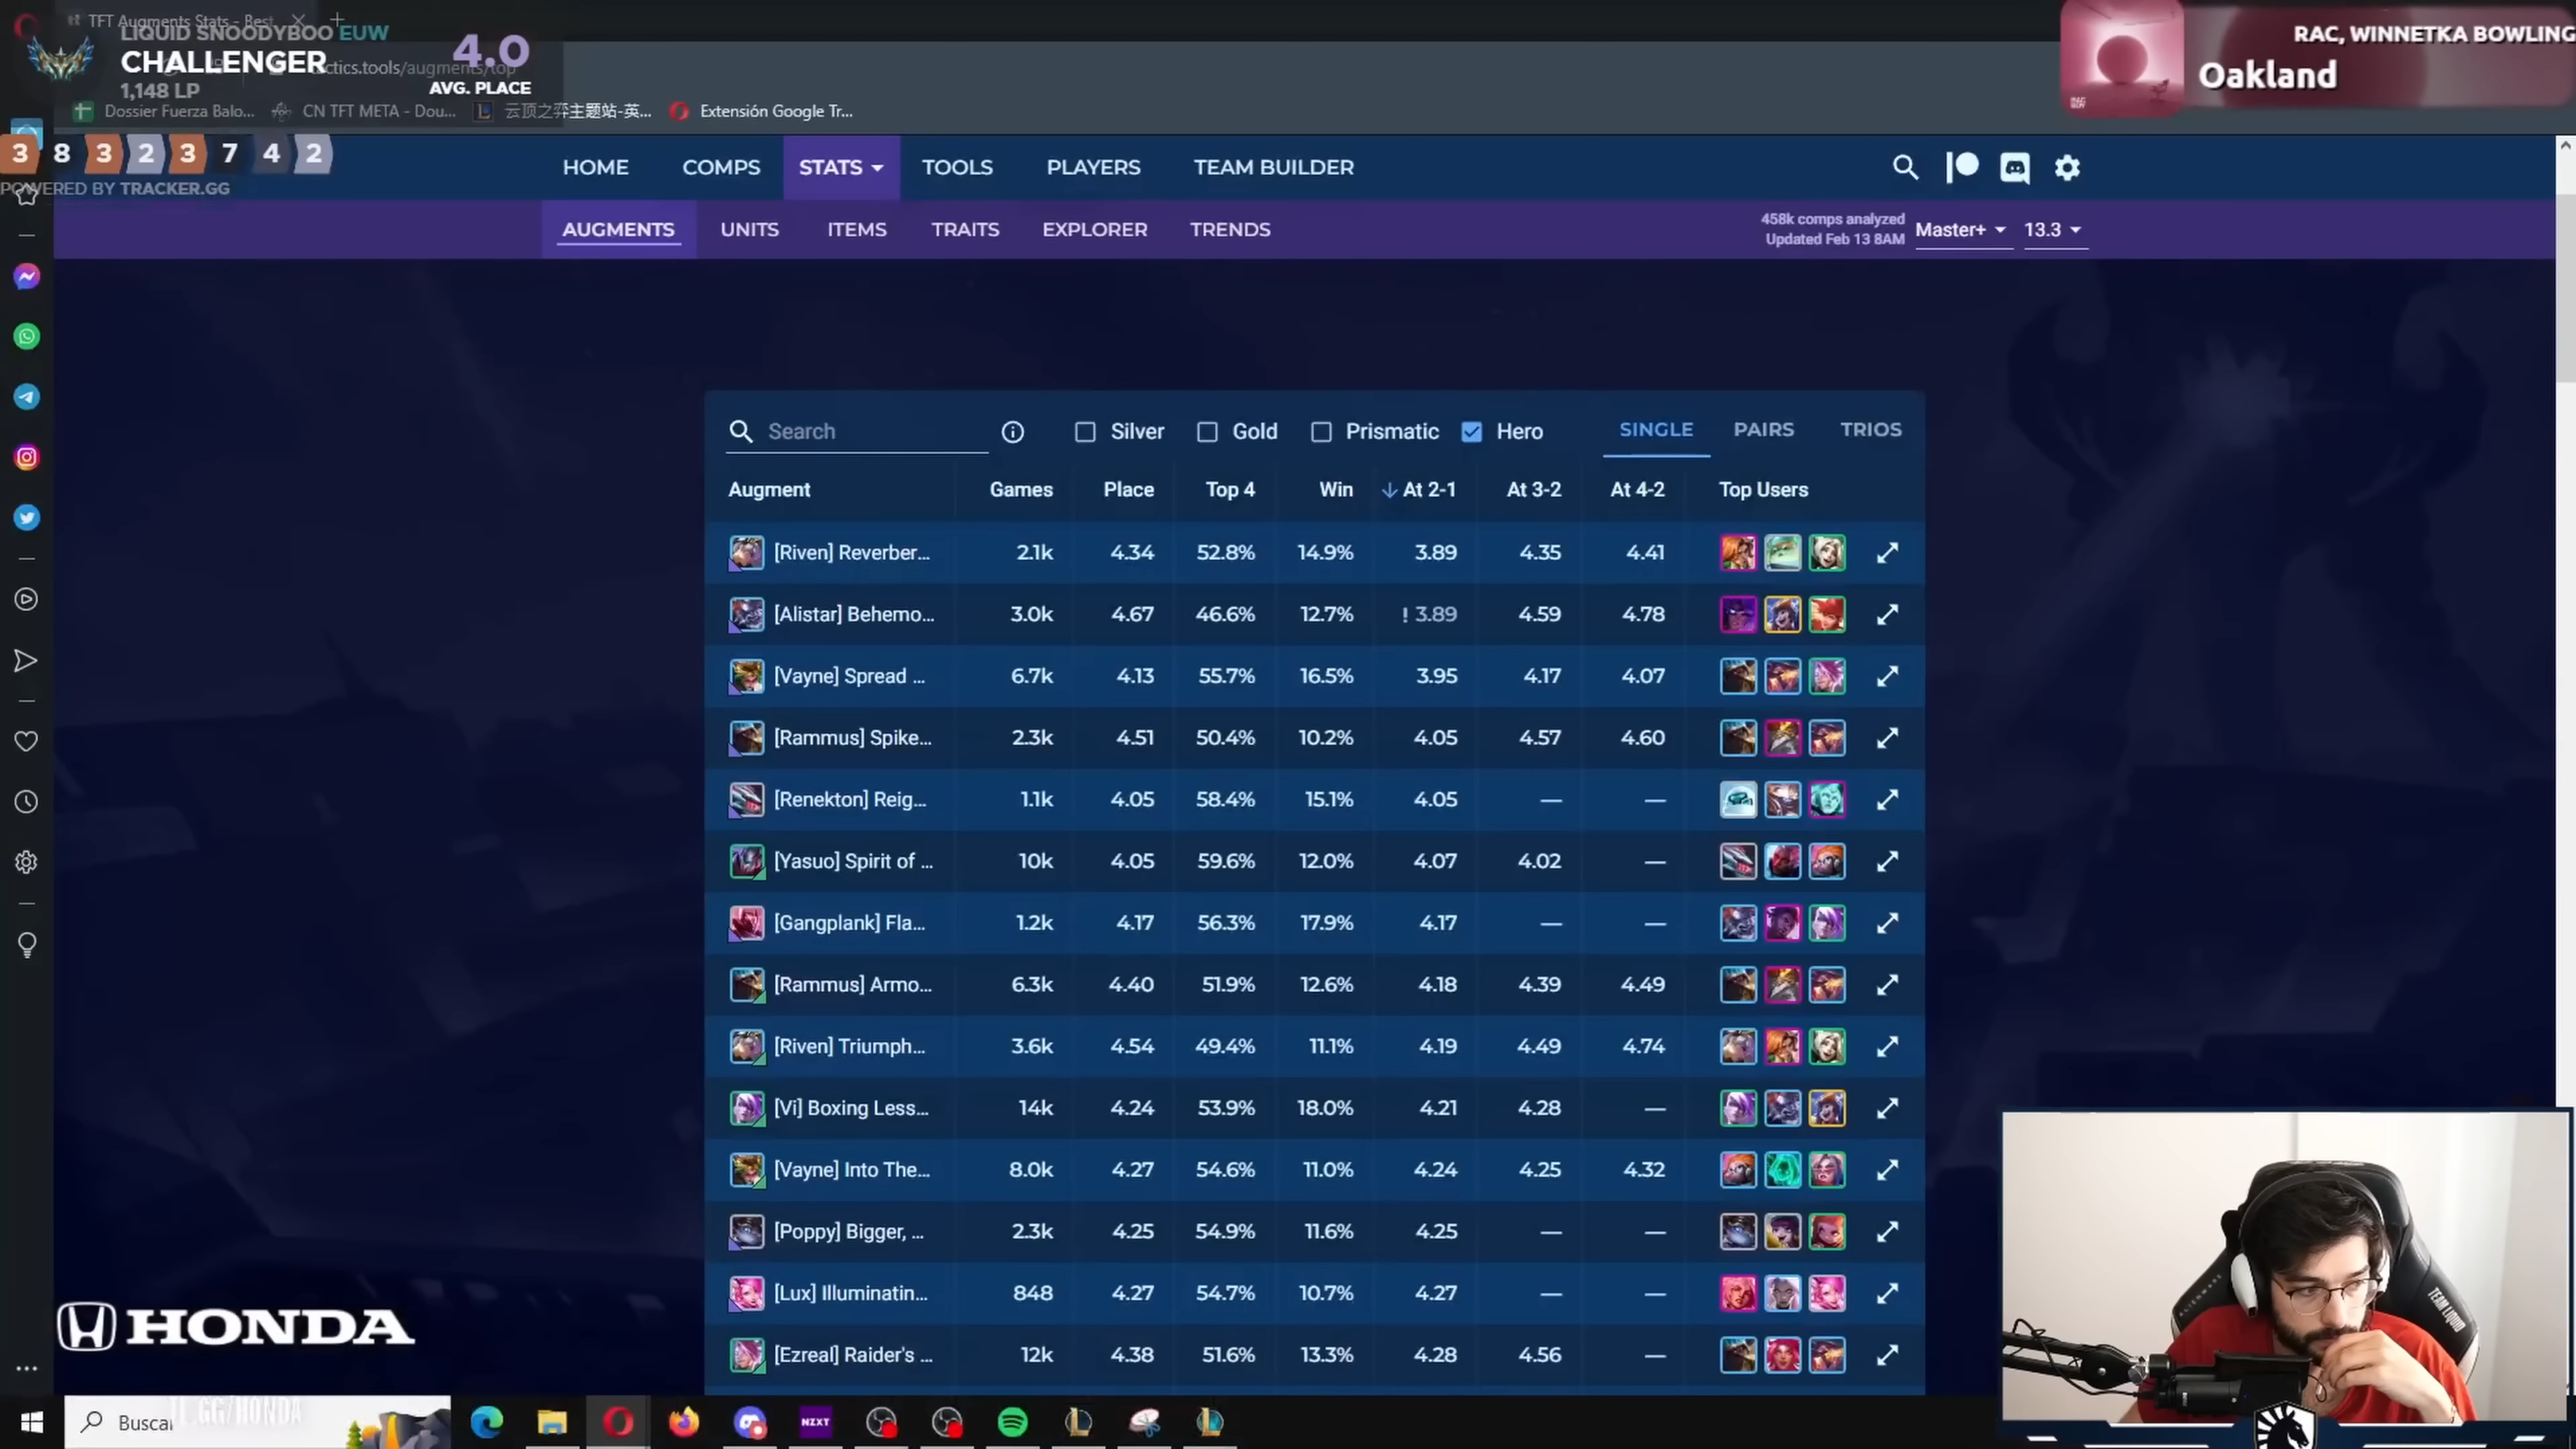 TFT Augments Stats - Best
LIQUID SNOODYBOO EUW
CHALLENGER
1,148 LP
4.0
AVG. PLACE
tactics.tools/augments/top
RAC, WINNETKA BOWLING
Oakland
Dossier Fuerza Balo... CN TFT META - Dou... 云顶之弈主题站-英... Extensión Google Tr...
3 8 3 2 3 7 4 2
POWERED BY TRACKER.GG
HOME COMPS STATS TOOLS PLAYERS TEAM BUILDER
AUGMENTS UNITS ITEMS TRAITS EXPLORER TRENDS
458k comps analyzed
Updated Feb 13 8AM
Master+ 13.3
Search Silver Gold Prismatic Hero SINGLE PAIRS TRIOS
Augment Games Place Top 4 Win At 2-1 At 3-2 At 4-2 Top Users
[Riven] Reverber... 2.1k 4.34 52.8% 14.9% 3.89 4.35 4.41
[Alistar] Behemo... 3.0k 4.67 46.6% 12.7% ! 3.89 4.59 4.78
[Vayne] Spread ... 6.7k 4.13 55.7% 16.5% 3.95 4.17 4.07
[Rammus] Spike... 2.3k 4.51 50.4% 10.2% 4.05 4.57 4.60
[Renekton] Reig... 1.1k 4.05 58.4% 15.1% 4.05 — —
[Yasuo] Spirit of ... 10k 4.05 59.6% 12.0% 4.07 4.02 —
[Gangplank] Fla... 1.2k 4.17 56.3% 17.9% 4.17 — —
[Rammus] Armo... 6.3k 4.40 51.9% 12.6% 4.18 4.39 4.49
[Riven] Triumph... 3.6k 4.54 49.4% 11.1% 4.19 4.49 4.74
[Vi] Boxing Less... 14k 4.24 53.9% 18.0% 4.21 4.28 —
[Vayne] Into The... 8.0k 4.27 54.6% 11.0% 4.24 4.25 4.32
[Poppy] Bigger, ... 2.3k 4.25 54.9% 11.6% 4.25 — —
[Lux] Illuminatin... 848 4.27 54.7% 10.7% 4.27 — —
[Ezreal] Raider's ... 12k 4.38 51.6% 13.3% 4.28 4.56 —
HONDA
Buscar
TL.GG/HONDA
NZXT
ALIENWARE
TEAM LIQUID